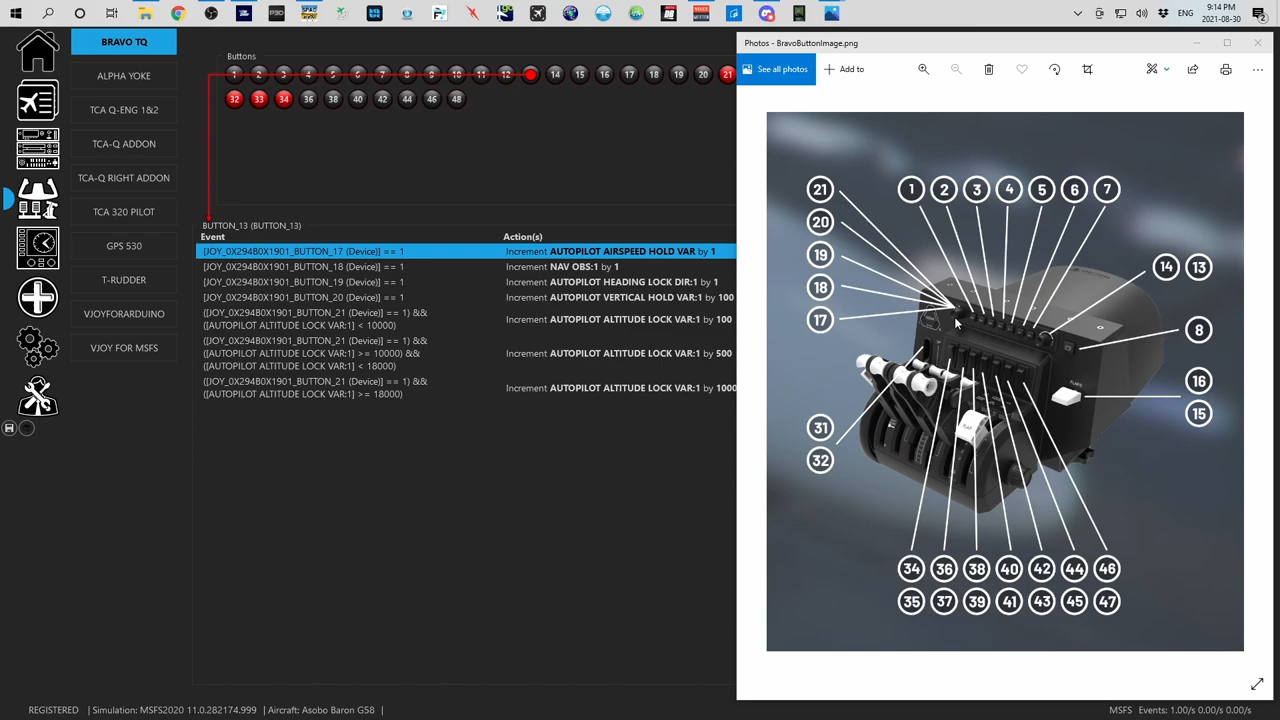 9:14 PM
ENG
2021-08-30
P3D
BRAVO TQ
ALPHA YOKE
TCA Q-ENG 1&2
TCA-Q ADDON
TCA-Q RIGHT ADDON
TCA 320 PILOT
GPS 530
T-RUDDER
VJOYFORARDUINO
VJOY FOR MSFS
Buttons
1 2 3 4 5 6 7 8 9 10 11 12 14 15 16 17 18 19 20 21
32 33 34 36 38 40 42 44 46 48
BUTTON_13 (BUTTON_13)
Event Action(s)
[JOY_0X294B0X1901_BUTTON_17 (Device)] == 1 Increment AUTOPILOT AIRSPEED HOLD VAR by 1
[JOY_0X294B0X1901_BUTTON_18 (Device)] == 1 Increment NAV OBS:1 by 1
[JOY_0X294B0X1901_BUTTON_19 (Device)] == 1 Increment AUTOPILOT HEADING LOCK DIR:1 by 1
[JOY_0X294B0X1901_BUTTON_20 (Device)] == 1 Increment AUTOPILOT VERTICAL HOLD VAR:1 by 100
([JOY_0X294B0X1901_BUTTON_21 (Device)] == 1) &&
([AUTOPILOT ALTITUDE LOCK VAR:1] < 10000) Increment AUTOPILOT ALTITUDE LOCK VAR:1 by 100
([JOY_0X294B0X1901_BUTTON_21 (Device)] == 1) &&
([AUTOPILOT ALTITUDE LOCK VAR:1] >= 10000) && Increment AUTOPILOT ALTITUDE LOCK VAR:1 by 500
([AUTOPILOT ALTITUDE LOCK VAR:1] < 18000)
([JOY_0X294B0X1901_BUTTON_21 (Device)] == 1) &&
([AUTOPILOT ALTITUDE LOCK VAR:1] >= 18000) Increment AUTOPILOT ALTITUDE LOCK VAR:1 by 1000
Photos - BravoButtonImage.png
See all photos
Add to
21 1 2 3 4 5 6 7
20
19 14 13
18
17 8
FLAPS
16
15
31
32
FLAP
34 36 38 40 42 44 46
35 37 39 41 43 45 47
REGISTERED | Simulation: MSFS2020 11.0.282174.999 | Aircraft: Asobo Baron G58 |
MSFS Events: 1.00/s 0.00/s 0.00/s